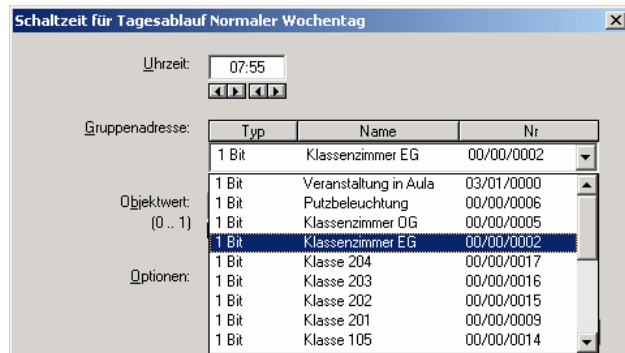 Schaltzeit für Tagesablauf Normaler Wochentag
Uhrzeit: 07:55
Gruppenadresse: Typ Name Nr
1 Bit Klassenzimmer EG 00/00/0002
1 Bit Veranstaltung in Aula 03/01/0000
Objektwert: 1 Bit Putzbeleuchtung 00/00/0006
(0 .. 1) 1 Bit Klassenzimmer OG 00/00/0005
1 Bit Klassenzimmer EG 00/00/0002
1 Bit Klasse 204 00/00/0017
Optionen: 1 Bit Klasse 203 00/00/0016
1 Bit Klasse 202 00/00/0015
1 Bit Klasse 201 00/00/0009
1 Bit Klasse 105 00/00/0014